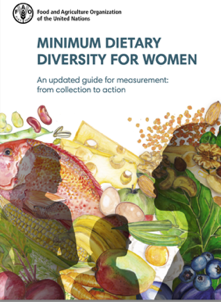 Food and Agriculture Organization
of the United Nations
MINIMUM DIETARY
DIVERSITY FOR WOMEN
An updated guide for measurement:
from collection to action